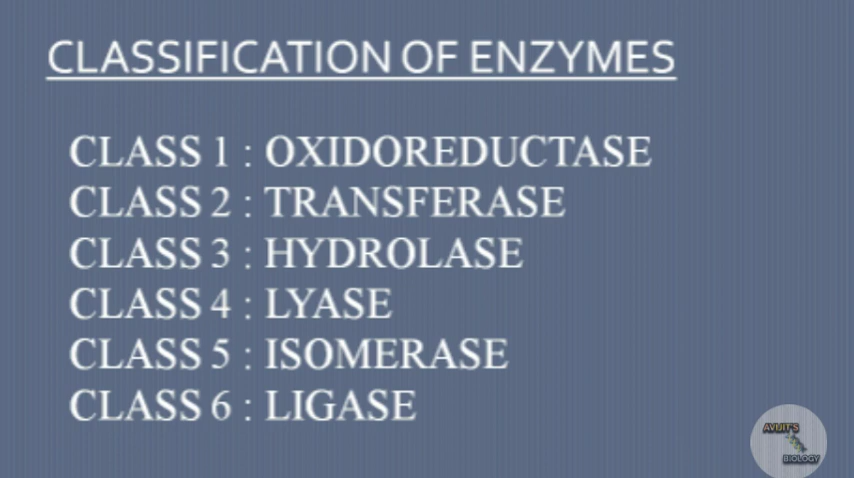 CLASSIFICATION OF ENZYMES
CLASS 1 : OXIDOREDUCTASE
CLASS 2 : TRANSFERASE
CLASS 3 : HYDROLASE
CLASS 4 : LYASE
CLASS 5 : ISOMERASE
CLASS 6 : LIGASE
AVIJIT'S
BIOLOGY